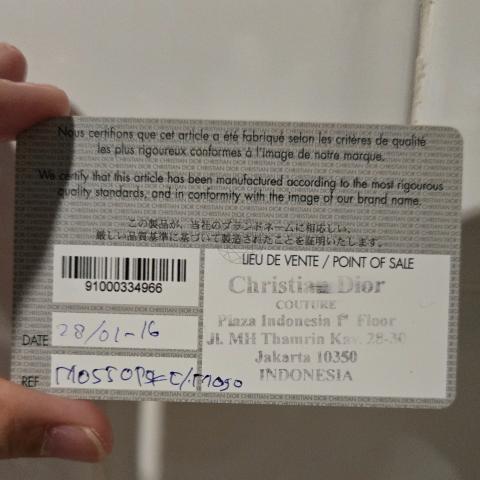 Nous certifions que cet article a été fabriqué selon les critères de qualité
les plus rigoureux conformes à l'image de notre marque.
We certify that this article has been manufactured according to the most rigourous
quality standards, and in conformity with the image of our brand name.
この製品が、当社のブランドネームに相応しい、
厳しい品質基準に基づいて製造されたことを証明いたします。
LIEU DE VENTE / POINT OF SALE
Christian Dior
COUTURE
Plaza Indonesia 1st Floor
Jl. MH Thamrin Kav. 28-30
Jakarta 10350
INDONESIA
91000334966
DATE 28/01-16
REF